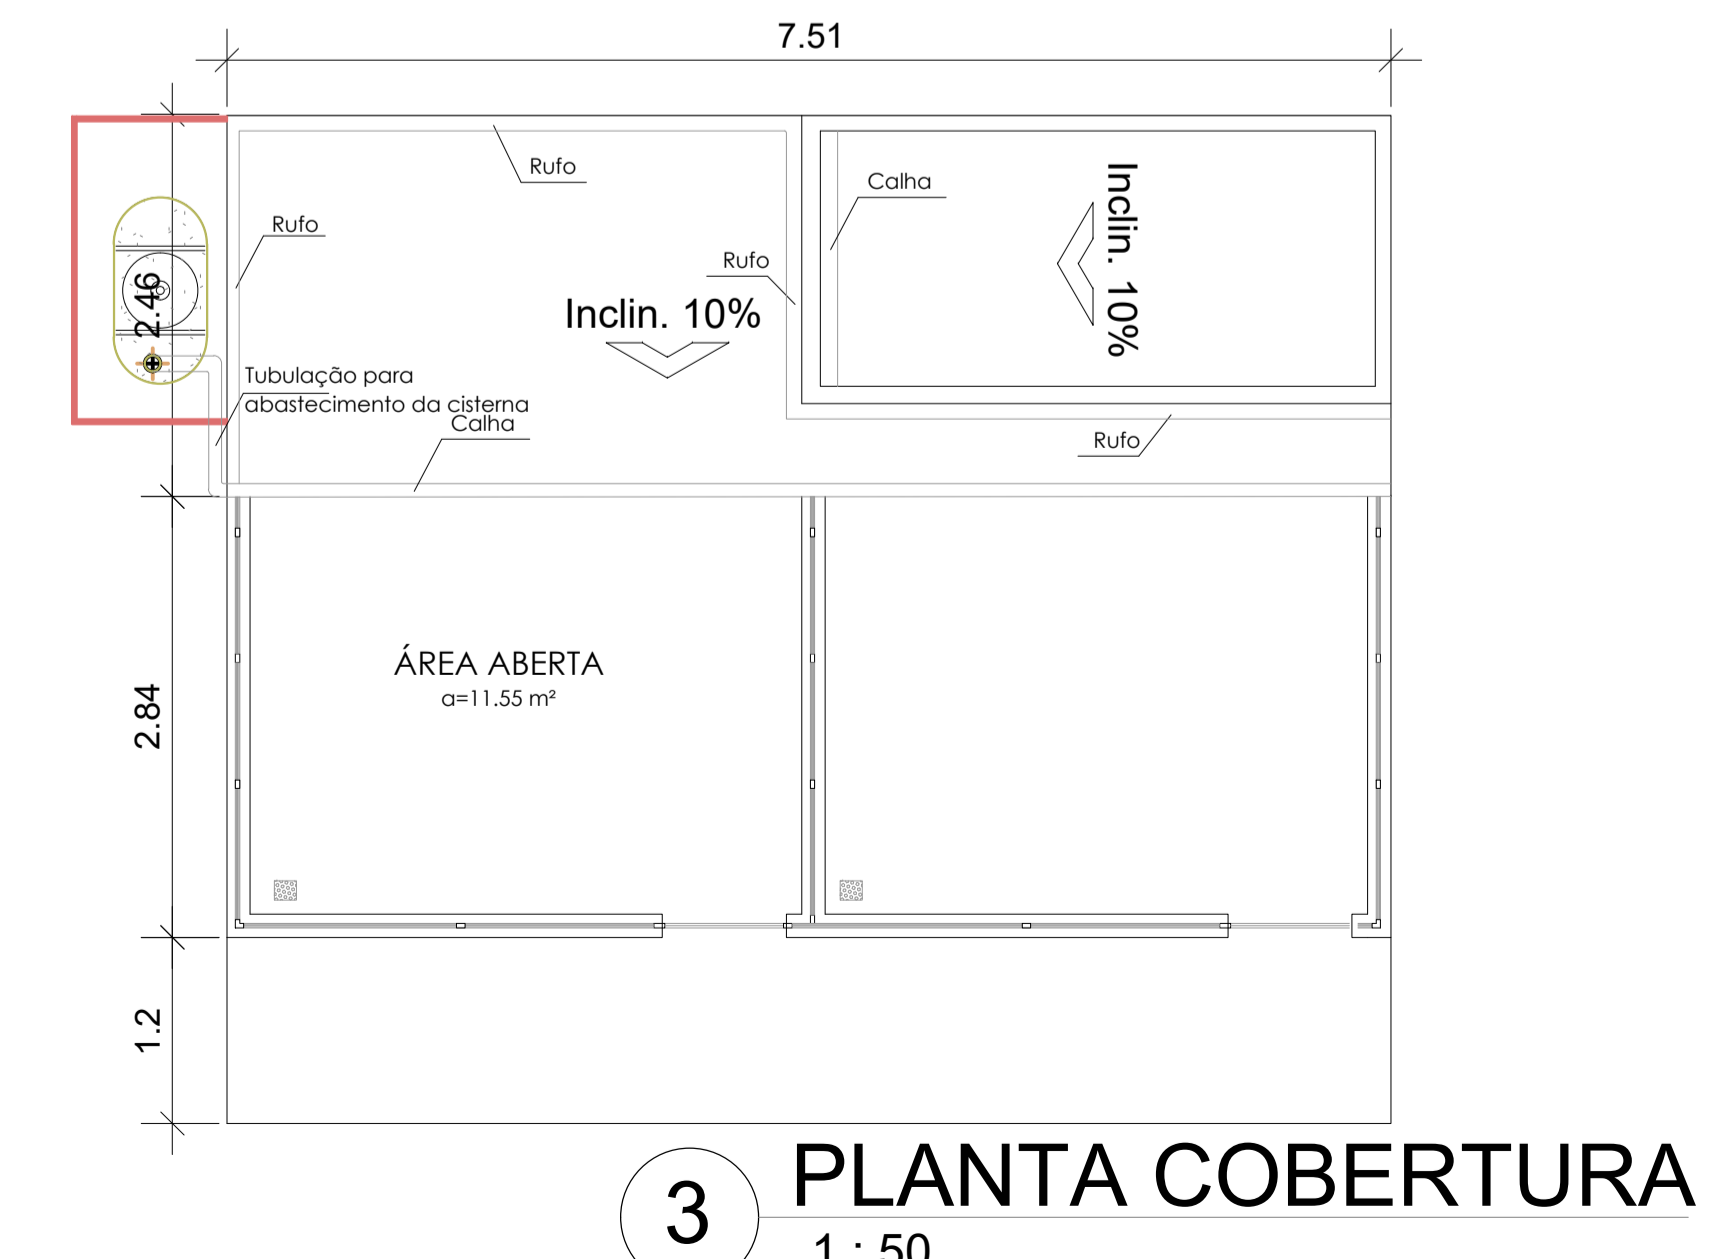 7.51
Rufo
Calha
Inclin. 10%
Rufo
Rufo
2.46
Inclin. 10%
Tubulação para
abastecimento da cisterna
Calha
Rufo
ÁREA ABERTA
a=11.55 m²
2.84
1.2
3
PLANTA COBERTURA
1 : 50